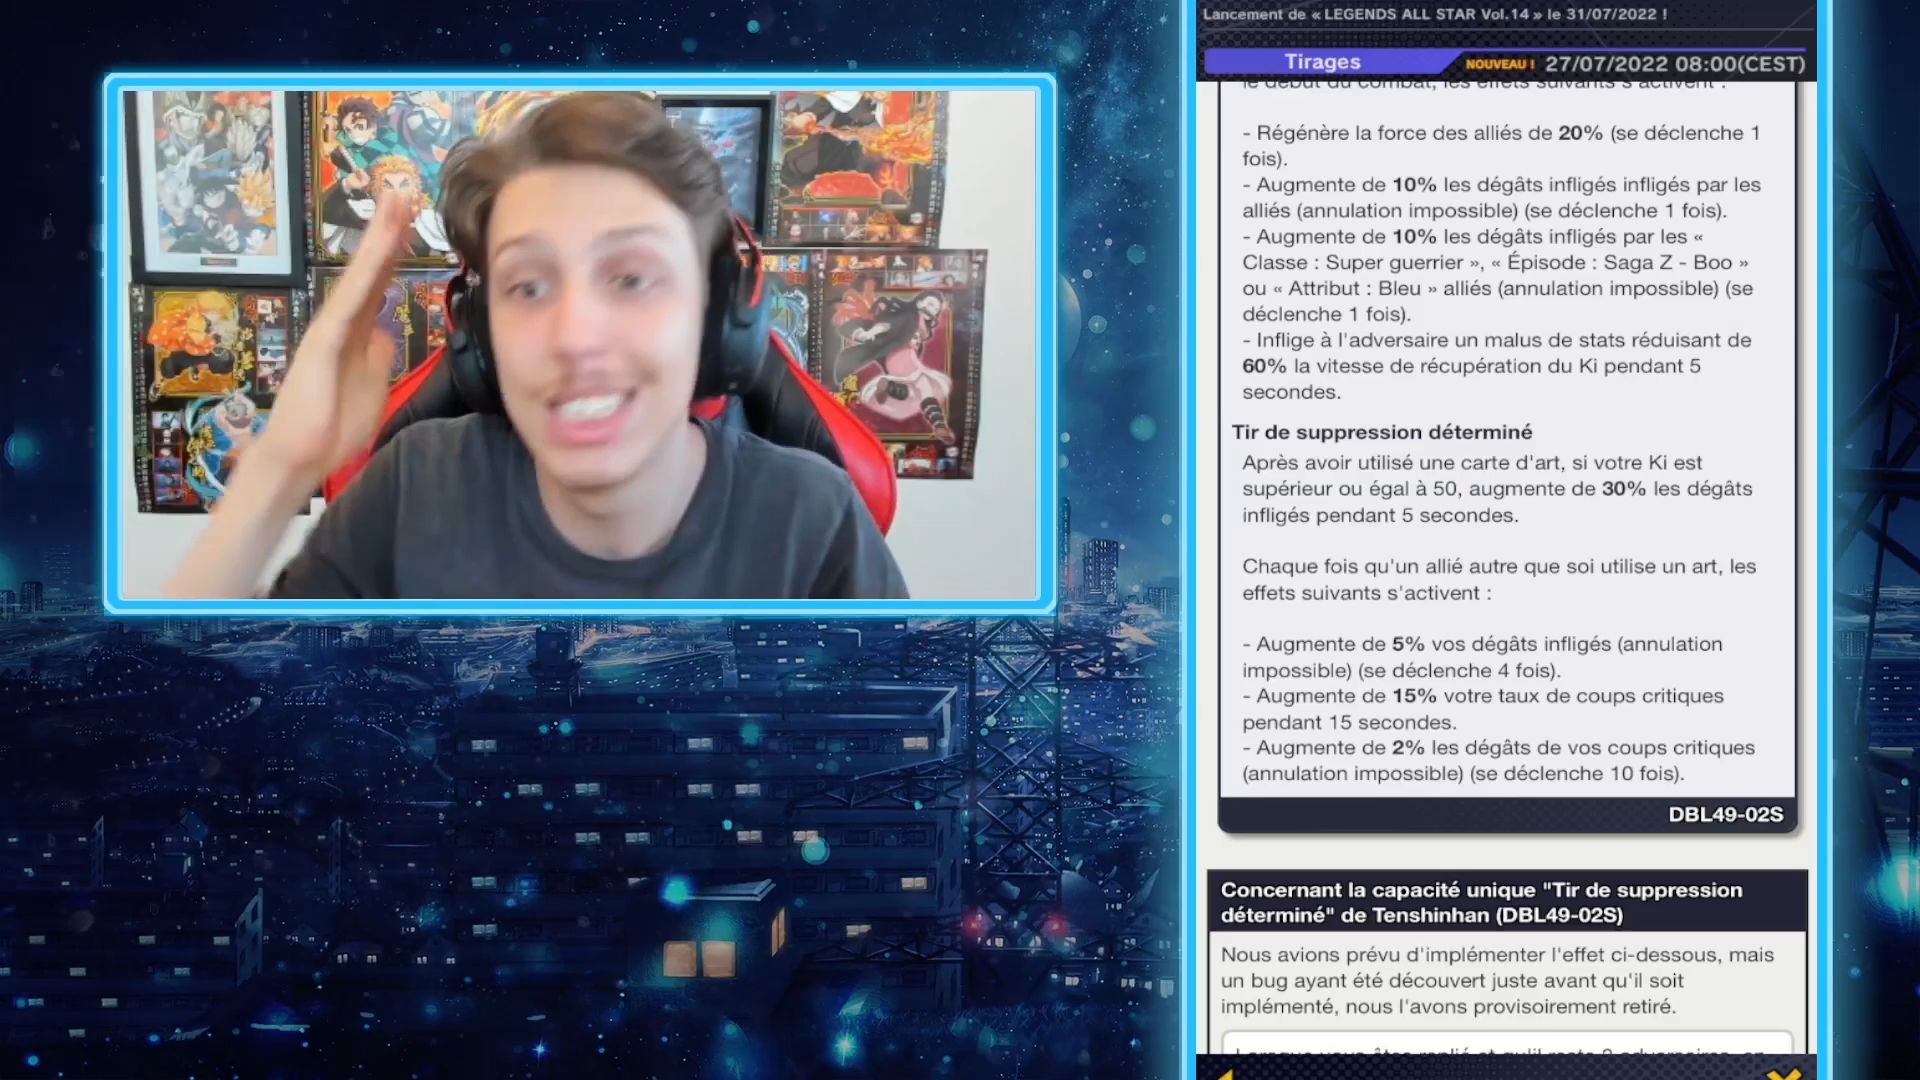 Lancement de « LEGENDS ALL STAR Vol.14 » le 31/07/2022 !
Tirages
NOUVEAU ! 27/07/2022 08:00(CEST)
le début du combat, les effets suivants s'activent :
- Régénère la force des alliés de 20% (se déclenche 1
fois).
- Augmente de 10% les dégâts infligés infligés par les
alliés (annulation impossible) (se déclenche 1 fois).
- Augmente de 10% les dégâts infligés par les «
Classe : Super guerrier », « Épisode : Saga Z - Boo »
ou « Attribut : Bleu » alliés (annulation impossible) (se
déclenche 1 fois).
- Inflige à l'adversaire un malus de stats réduisant de
60% la vitesse de récupération du Ki pendant 5
secondes.
Tir de suppression déterminé
Après avoir utilisé une carte d'art, si votre Ki est
supérieur ou égal à 50, augmente de 30% les dégâts
infligés pendant 5 secondes.
Chaque fois qu'un allié autre que soi utilise un art, les
effets suivants s'activent :
- Augmente de 5% vos dégâts infligés (annulation
impossible) (se déclenche 4 fois).
- Augmente de 15% votre taux de coups critiques
pendant 15 secondes.
- Augmente de 2% les dégâts de vos coups critiques
(annulation impossible) (se déclenche 10 fois).
DBL49-02S
Concernant la capacité unique "Tir de suppression
déterminé" de Tenshinhan (DBL49-02S)
Nous avions prévu d'implémenter l'effet ci-dessous, mais
un bug ayant été découvert juste avant qu'il soit
implémenté, nous l'avons provisoirement retiré.